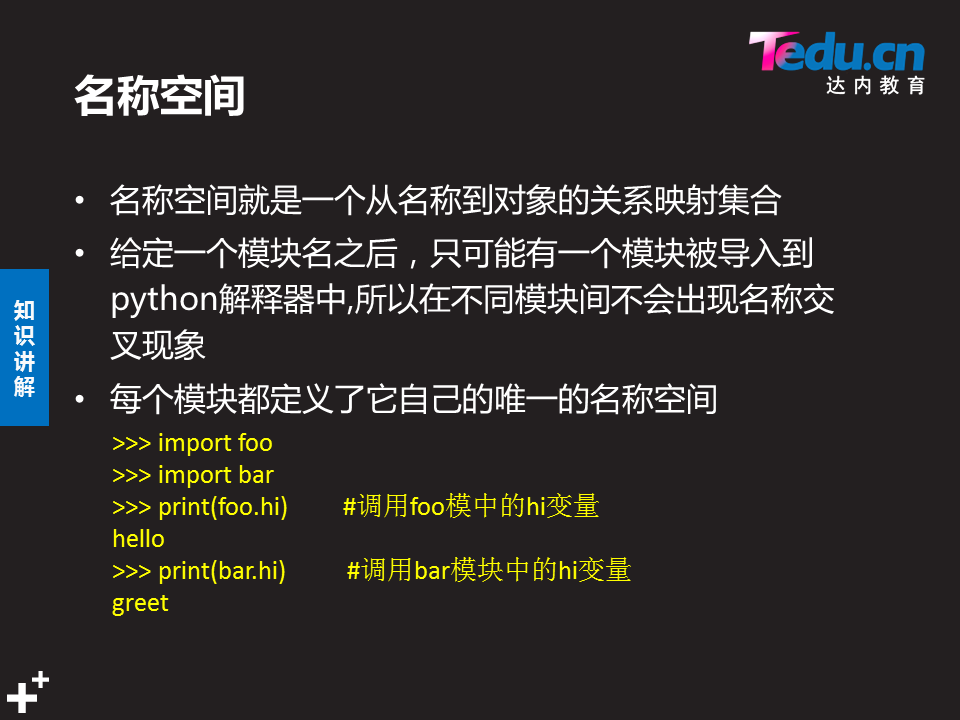 Tedu.cn
达内教育
名称空间
• 名称空间就是一个从名称到对象的关系映射集合
• 给定一个模块名之后，只可能有一个模块被导入到
python解释器中,所以在不同模块间不会出现名称交
叉现象
• 每个模块都定义了它自己的唯一的名称空间
>>> import foo
>>> import bar
>>> print(foo.hi) #调用foo模中的hi变量
hello
>>> print(bar.hi) #调用bar模块中的hi变量
greet
知识讲解